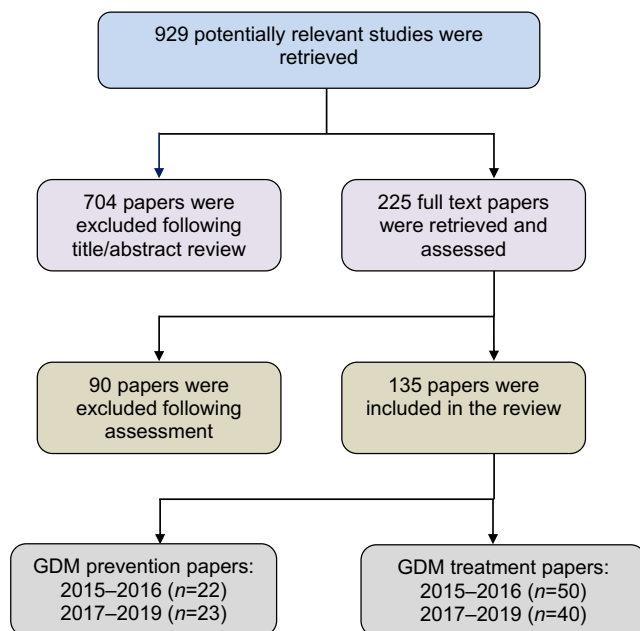 929 potentially relevant studies were
retrieved
704 papers were
excluded following
title/abstract review
225 full text papers
were retrieved and
assessed
90 papers were
excluded following
assessment
135 papers were
included in the review
GDM prevention papers:
2015–2016 (n=22)
2017–2019 (n=23)
GDM treatment papers:
2015–2016 (n=50)
2017–2019 (n=40)